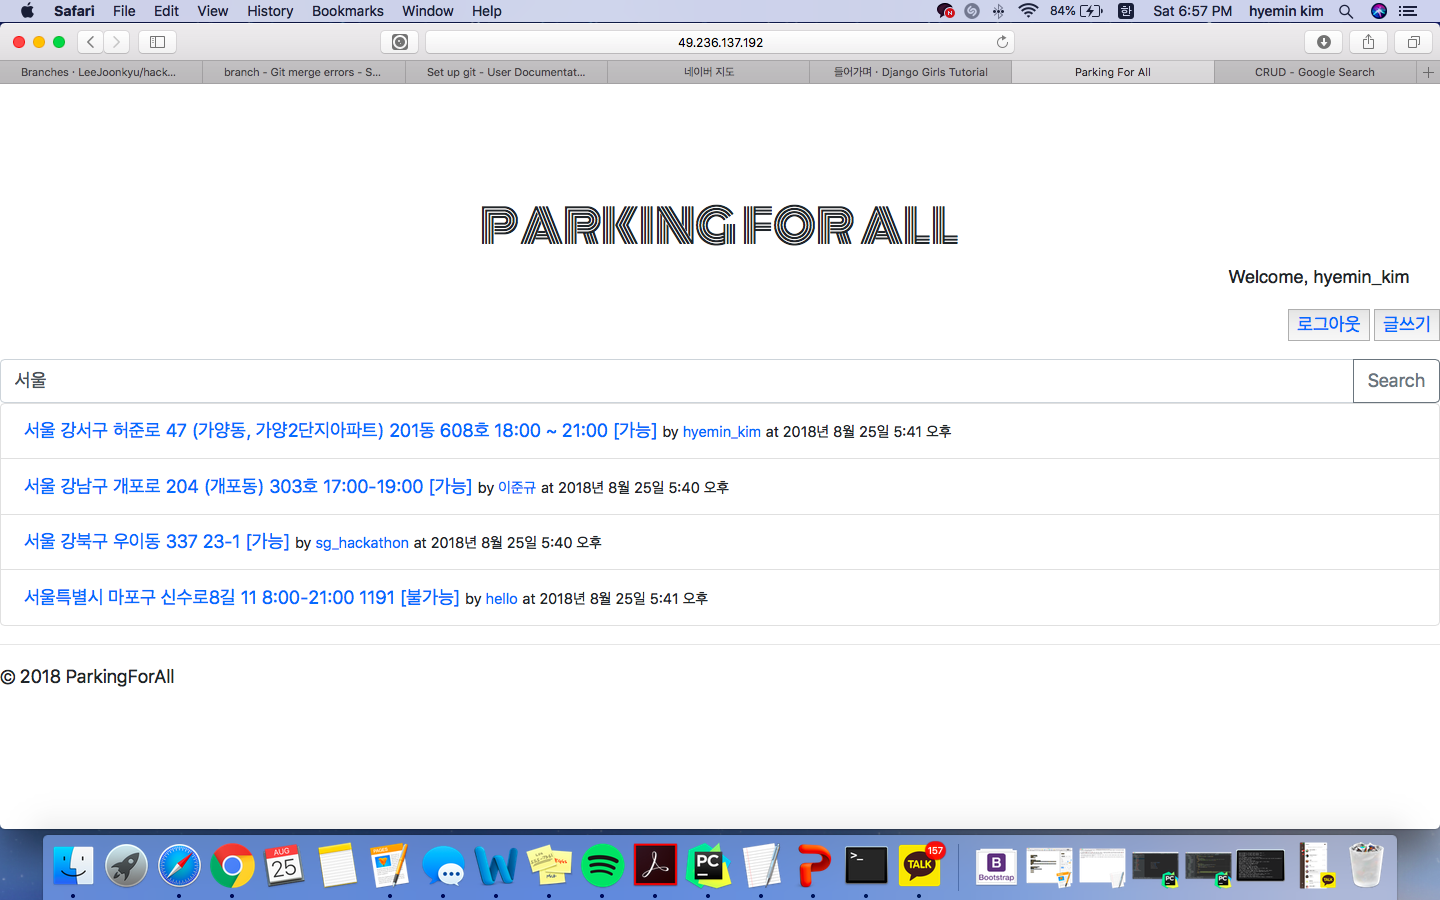 Safari File Edit View History Bookmarks Window Help N 84% 한 Sat 6:57 PM hyemin kim
49.236.137.192
Branches · LeeJoonkyu/hack... branch - Git merge errors - S... Set up git - User Documentat... 네이버 지도 들어가며 · Django Girls Tutorial Parking For All CRUD - Google Search
PARKING FOR ALL
Welcome, hyemin_kim
로그아웃 글쓰기
서울 Search
서울 강서구 허준로 47 (가양동, 가양2단지아파트) 201동 608호 18:00 ~ 21:00 [가능] by hyemin_kim at 2018년 8월 25일 5:41 오후
서울 강남구 개포로 204 (개포동) 303호 17:00-19:00 [가능] by 이준규 at 2018년 8월 25일 5:40 오후
서울 강북구 우이동 337 23-1 [가능] by sg_hackathon at 2018년 8월 25일 5:40 오후
서울특별시 마포구 신수로8길 11 8:00-21:00 1191 [불가능] by hello at 2018년 8월 25일 5:41 오후
© 2018 ParkingForAll
AUG 25 PAGES PC >_ TALK 157 B Bootstrap PC PC TALK